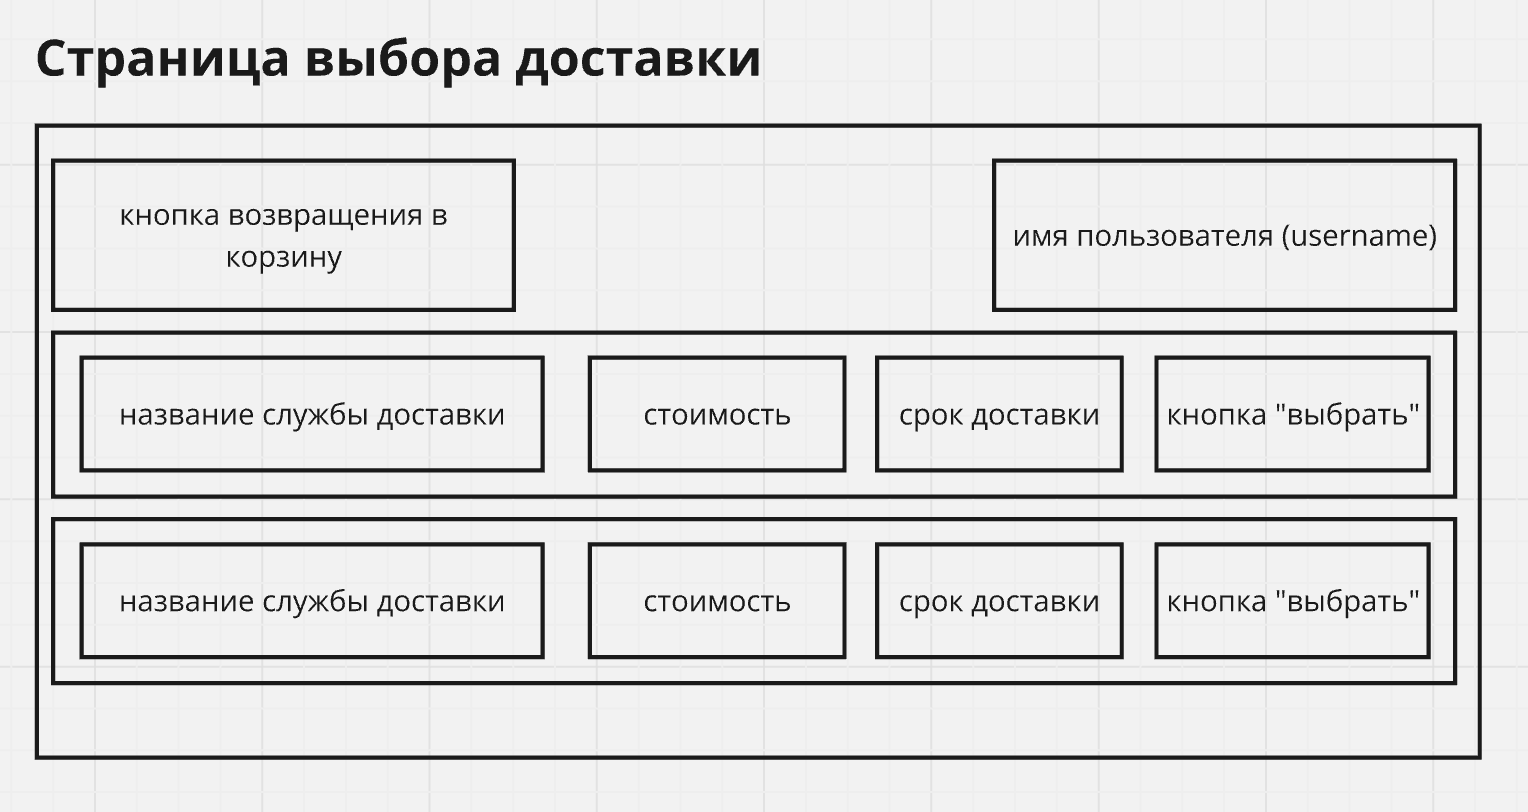 Страница выбора доставки
кнопка возвращения в
корзину
имя пользователя (username)
название службы доставки
стоимость
срок доставки
кнопка "выбрать"
название службы доставки
стоимость
срок доставки
кнопка "выбрать"